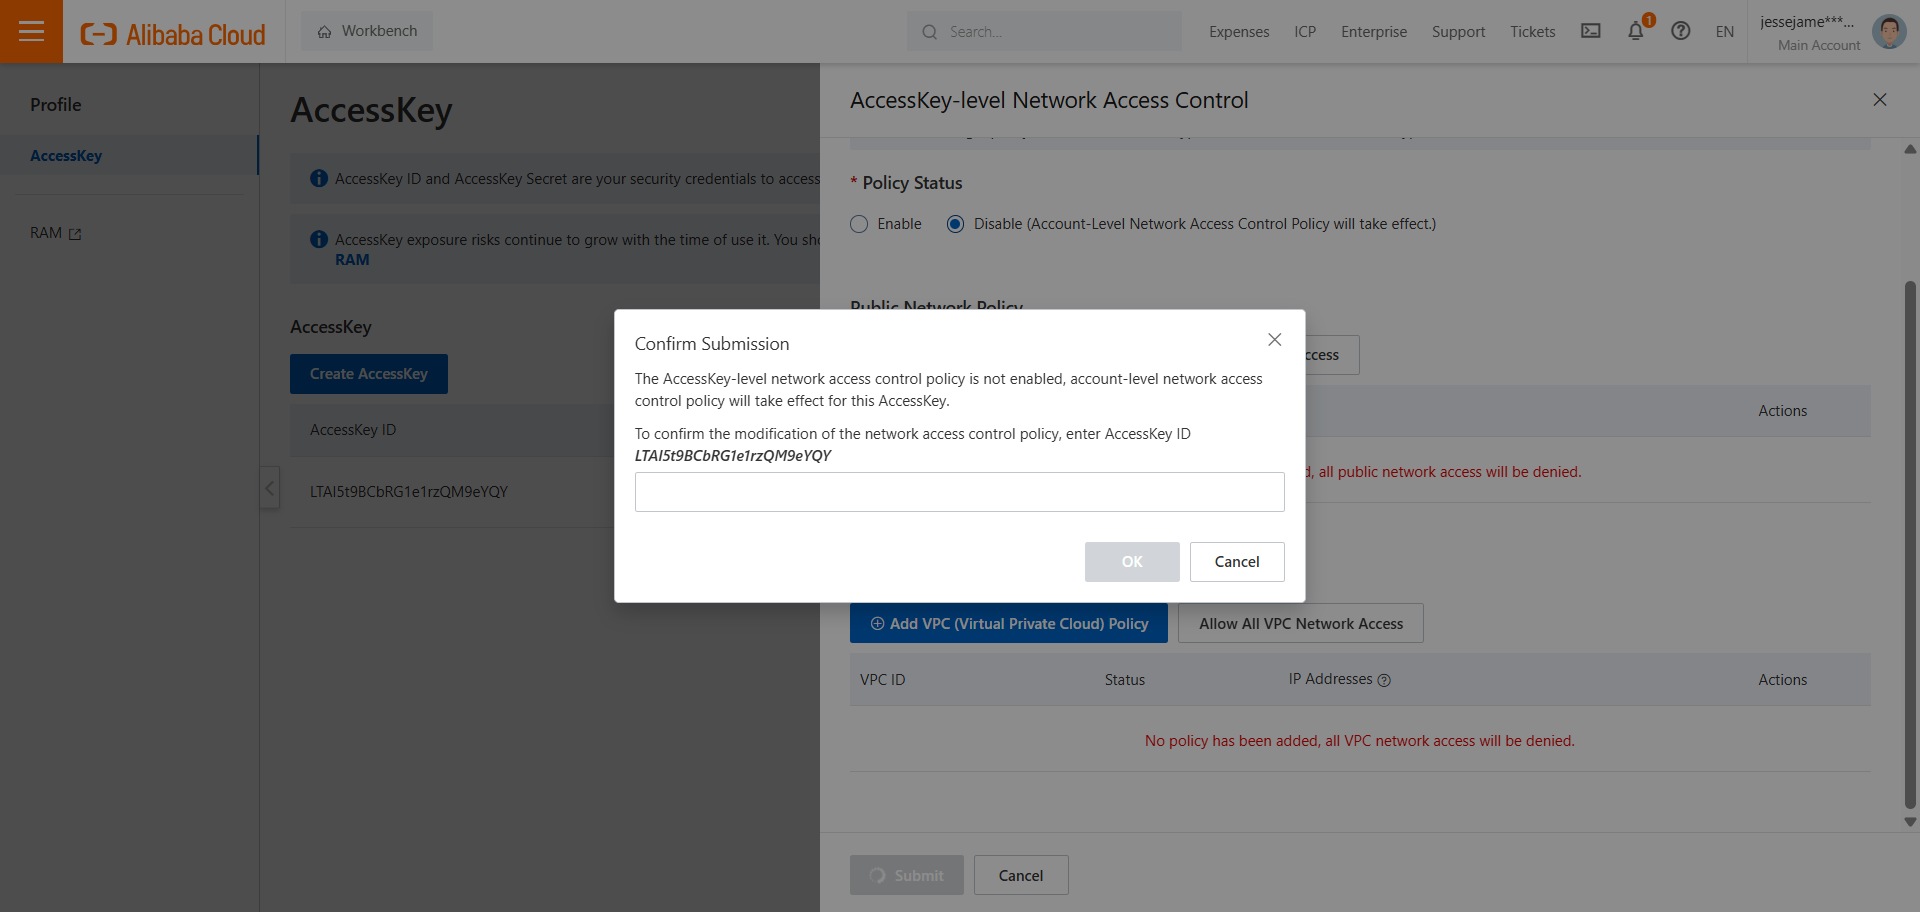 Alibaba Cloud
Workbench
Search...
Expenses
ICP
Enterprise
Support
Tickets
1
EN
jessejame***...
Main Account
Profile
AccessKey
RAM
AccessKey
AccessKey ID and AccessKey Secret are your security credentials to access
AccessKey exposure risks continue to grow with the time of use it. You sho
RAM
AccessKey
Create AccessKey
AccessKey ID
LTAI5t9BCbRG1e1rzQM9eYQY
AccessKey-level Network Access Control
* Policy Status
Enable
Disable (Account-Level Network Access Control Policy will take effect.)
Public Network Policy
ccess
Actions
d, all public network access will be denied.
Confirm Submission
The AccessKey-level network access control policy is not enabled, account-level network access
control policy will take effect for this AccessKey.
To confirm the modification of the network access control policy, enter AccessKey ID
LTAI5t9BCbRG1e1rzQM9eYQY
OK
Cancel
Add VPC (Virtual Private Cloud) Policy
Allow All VPC Network Access
VPC ID
Status
IP Addresses
Actions
No policy has been added, all VPC network access will be denied.
Submit
Cancel